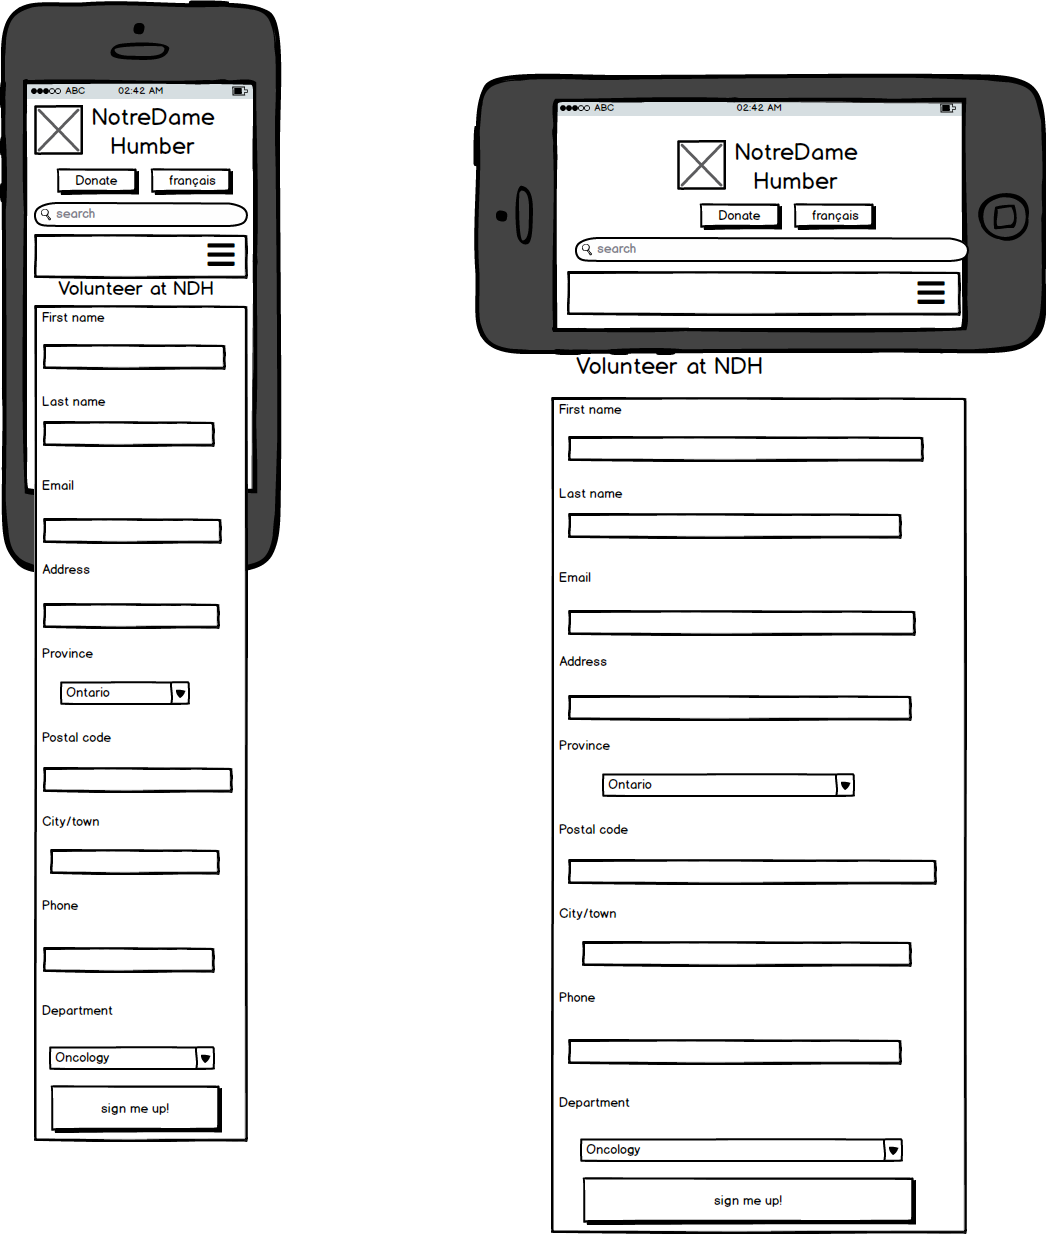 ABC 02:42 AM
NotreDame
Humber
Donate français
search
Volunteer at NDH
First name
Last name
Email
Address
Province
Ontario
Postal code
City/town
Phone
Department
Oncology
sign me up!
ABC 02:42 AM
NotreDame
Humber
Donate français
search
Volunteer at NDH
First name
Last name
Email
Address
Province
Ontario
Postal code
City/town
Phone
Department
Oncology
sign me up!